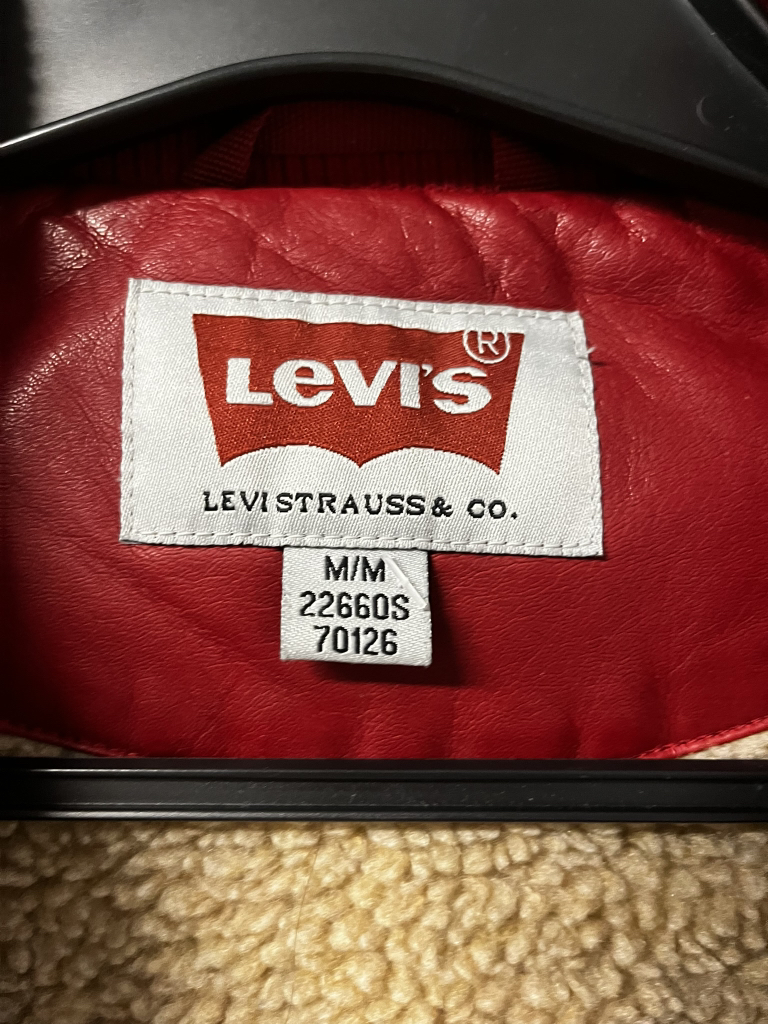 LEVI'S®
LEVI STRAUSS & CO.
M/M
22660S
70126